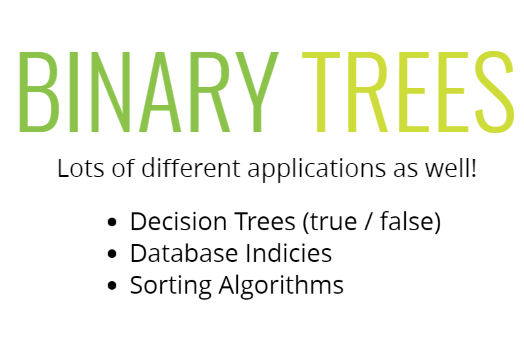 BINARY TREES
Lots of different applications as well!
• Decision Trees (true / false)
• Database Indicies
• Sorting Algorithms